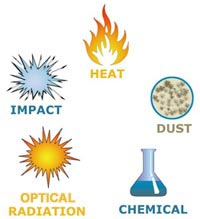 HEAT
IMPACT
DUST
OPTICAL
RADIATION
CHEMICAL